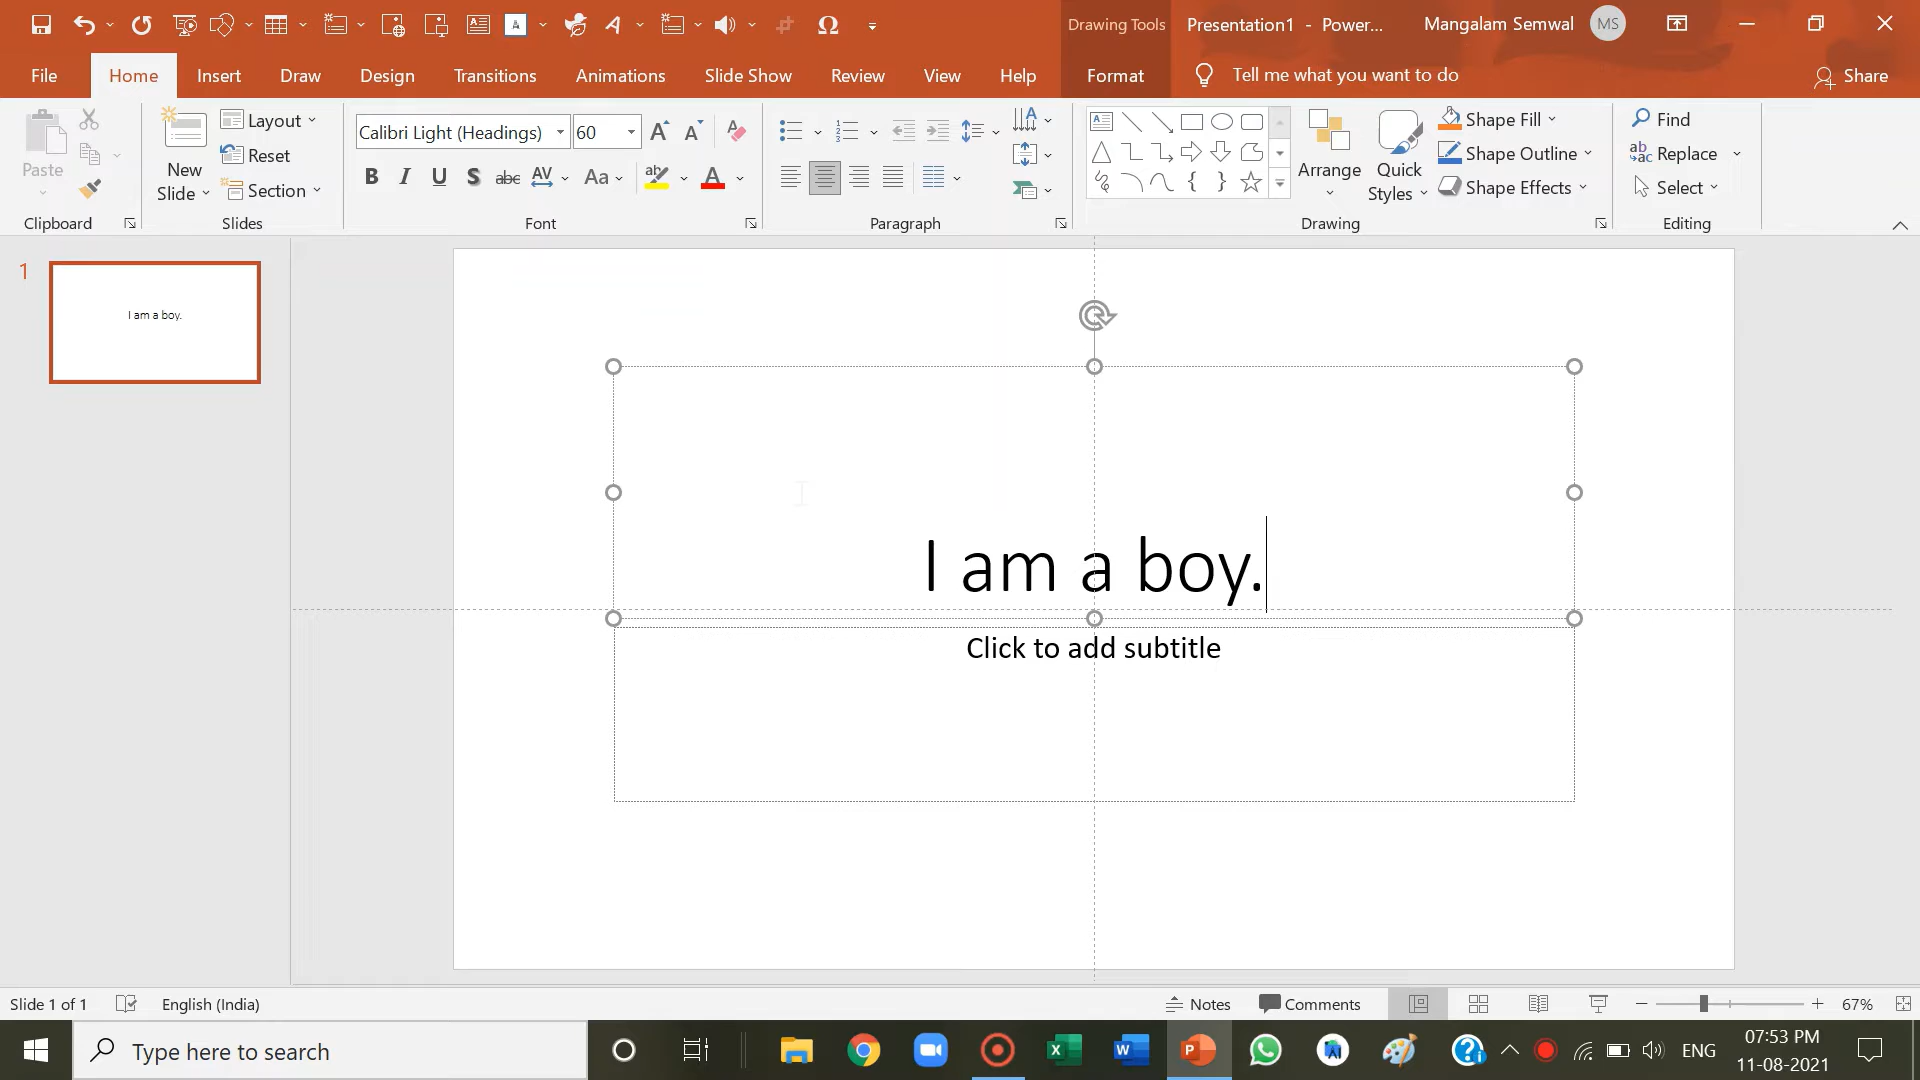 Drawing Tools
Presentation1 - Power...
Mangalam Semwal
MS
File
Home
Insert
Draw
Design
Transitions
Animations
Slide Show
Review
View
Help
Format
Tell me what you want to do
Share
Paste
Clipboard
New
Slide
Layout
Reset
Section
Slides
Calibri Light (Headings)
60
B I U S abc AV Aa ab A
Font
Paragraph
Drawing
Arrange
Quick
Styles
Shape Fill
Shape Outline
Shape Effects
Find
Replace
Select
Editing
1
I am a boy.
I am a boy.
Click to add subtitle
Slide 1 of 1
English (India)
Notes
Comments
67%
Type here to search
ENG
07:53 PM
11-08-2021